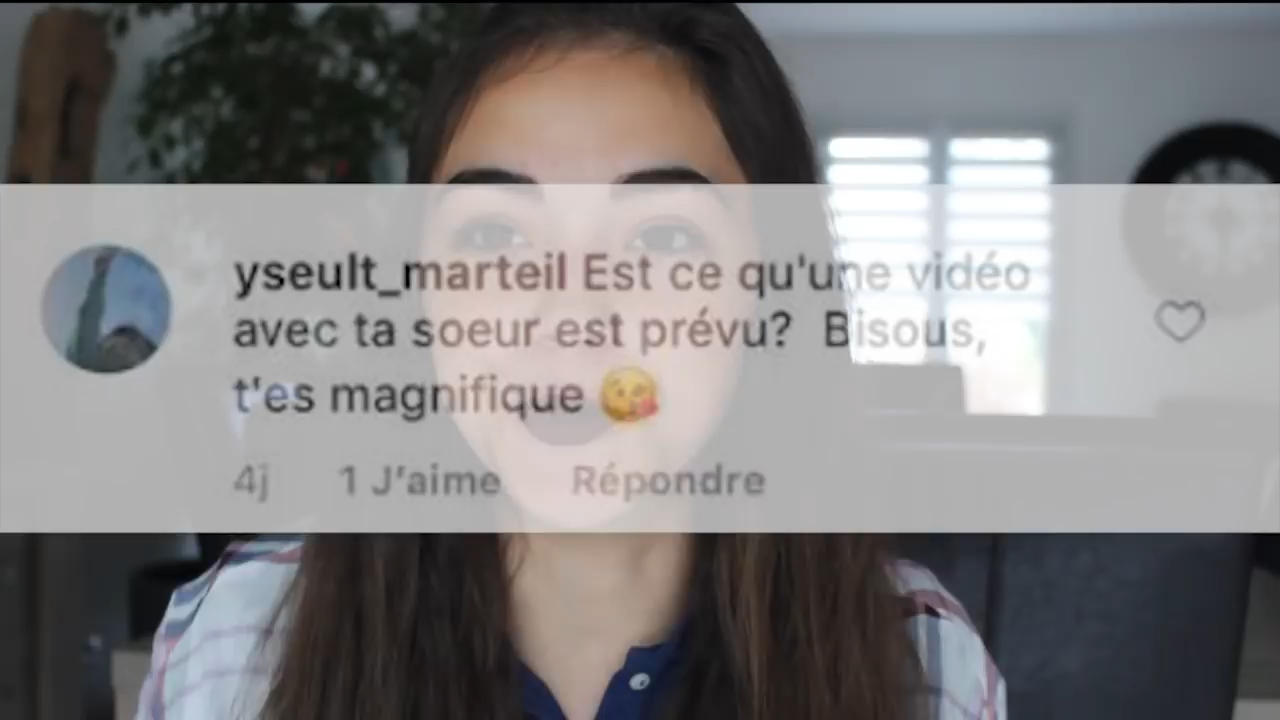 yseult_marteil Est ce qu'une vidéo
avec ta soeur est prévu?  Bisous,
t'es magnifique 😘
4j 1 J'aime Répondre